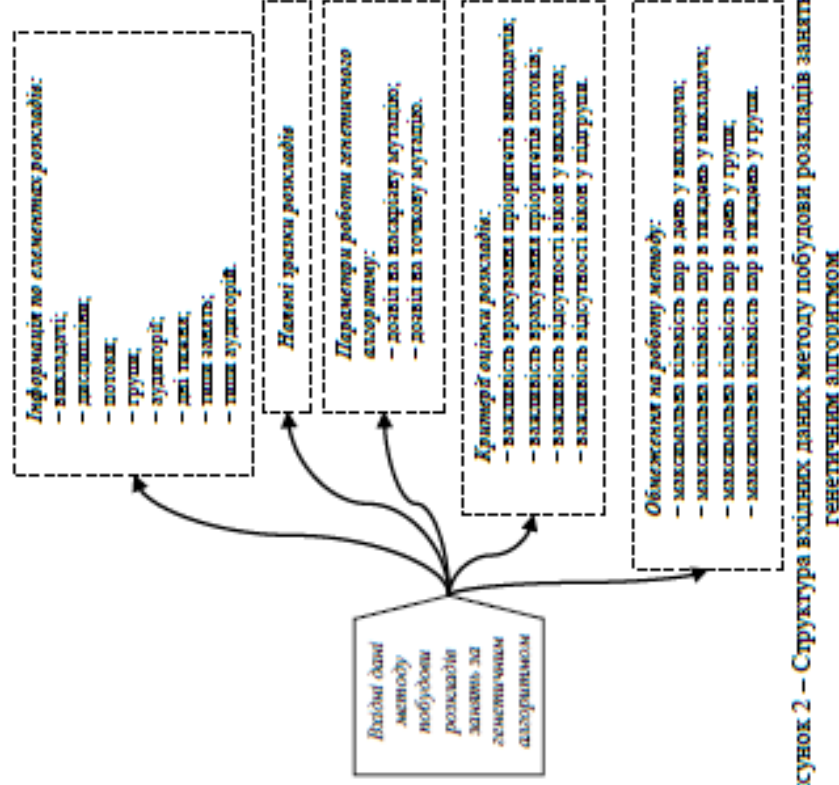 Вхідні дані
методу
побудови
розкладів
занять за
генетичним
алгоритмом
Інформація по елементах розкладів:
– викладачі;
– дисципліни;
– потоки;
– групи;
– аудиторії;
– дні тижня;
– типи занять;
– типи аудиторій.
Наявні зразки розкладів
Параметри роботи генетичного
алгоритму:
– дозвіл на наскрізну мутацію;
– дозвіл на точкову мутацію.
Критерії оцінки розкладів:
– важливість врахування пріоритетів викладачів;
– важливість врахування пріоритетів потоків;
– важливість відсутності вікон у викладача;
– важливість відсутності вікон у підгрупи.
Обмеження на роботу методу:
– максимальна кількість пар в день у викладача;
– максимальна кількість пар в тиждень у викладача;
– максимальна кількість пар в день у групи;
– максимальна кількість пар в тиждень у групи.
сунок 2 – Структура вхідних даних методу побудови розкладів занять
генетичним алгоритмом